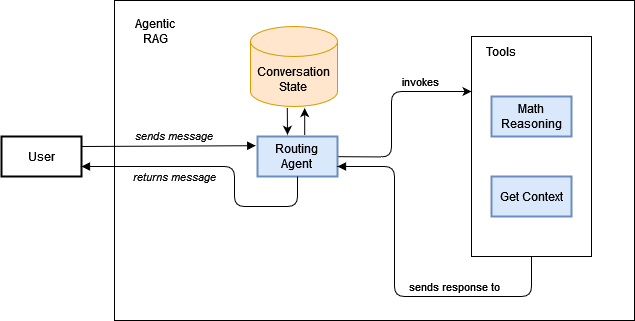 Agentic
RAG
Conversation
State
Tools
invokes
Math
Reasoning
sends message
User
Routing
Agent
returns message
Get Context
sends response to